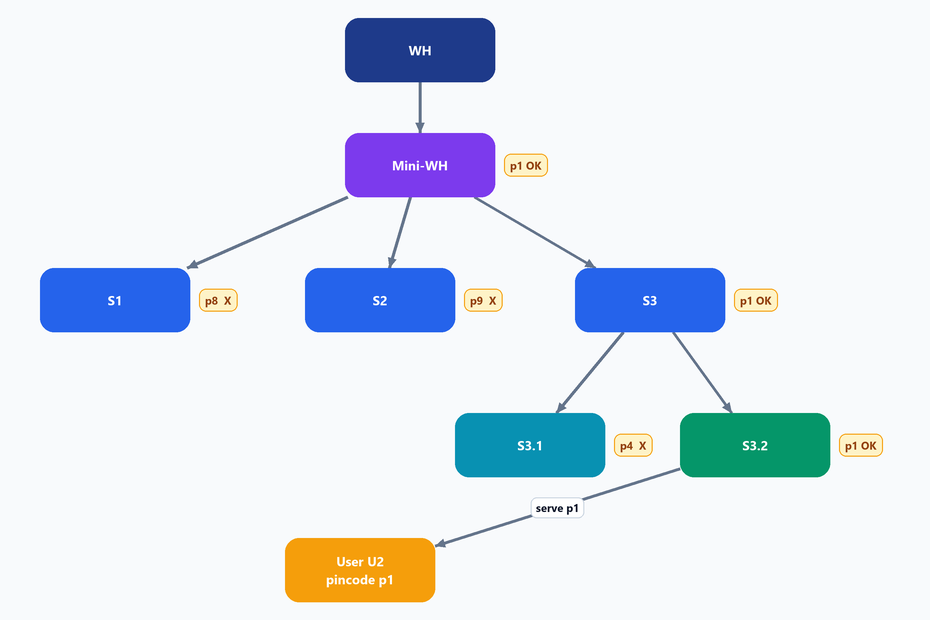 WH
Mini-WH
p1 OK
S1
p8 X
S2
p9 X
S3
p1 OK
S3.1
p4 X
S3.2
p1 OK
serve p1
User U2
pincode p1